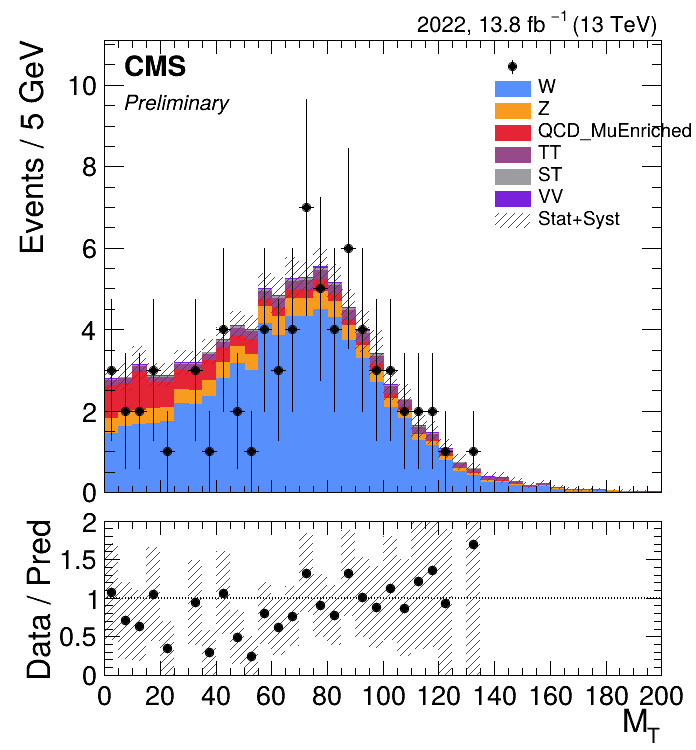 2022, 13.8 fb⁻¹ (13 TeV)
Events / 5 GeV
CMS
Preliminary
W
Z
QCD_MuEnriched
TT
ST
VV
Stat+Syst
10
8
6
4
2
0
Data / Pred
2
1.5
1
0.5
0
0 20 40 60 80 100 120 140 160 180 200
M_T